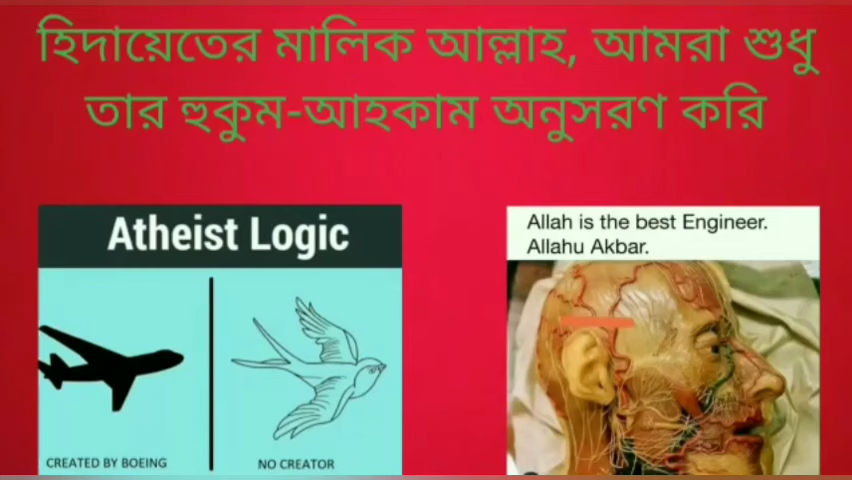 হিদায়েতের মালিক আল্লাহ, আমরা শুধু
তার হুকুম-আহকাম অনুসরণ করি
Atheist Logic
CREATED BY BOEING
NO CREATOR
Allah is the best Engineer.
Allahu Akbar.